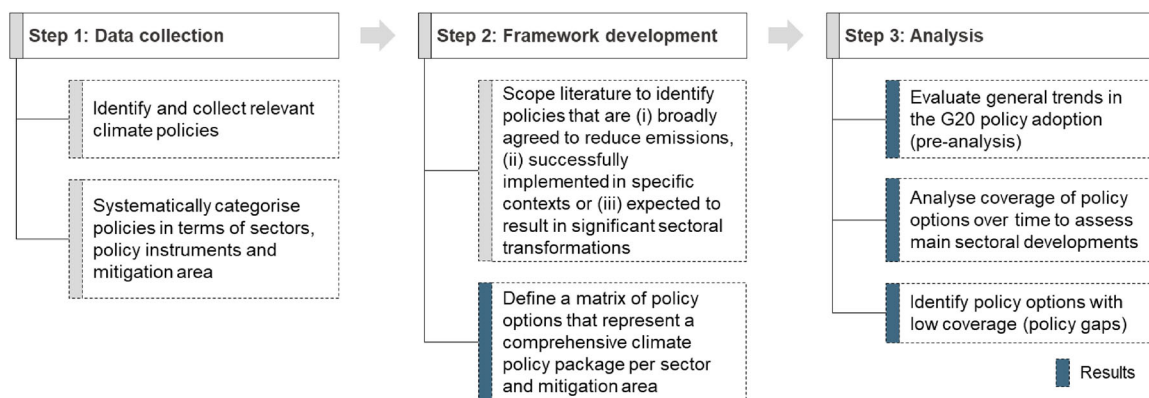 Step 1: Data collection
Identify and collect relevant
climate policies
Systematically categorise
policies in terms of sectors,
policy instruments and
mitigation area
Step 2: Framework development
Scope literature to identify
policies that are (i) broadly
agreed to reduce emissions,
(ii) successfully
implemented in specific
contexts or (iii) expected to
result in significant sectoral
transformations
Define a matrix of policy
options that represent a
comprehensive climate
policy package per sector
and mitigation area
Step 3: Analysis
Evaluate general trends in
the G20 policy adoption
(pre-analysis)
Analyse coverage of policy
options over time to assess
main sectoral developments
Identify policy options with
low coverage (policy gaps)
Results